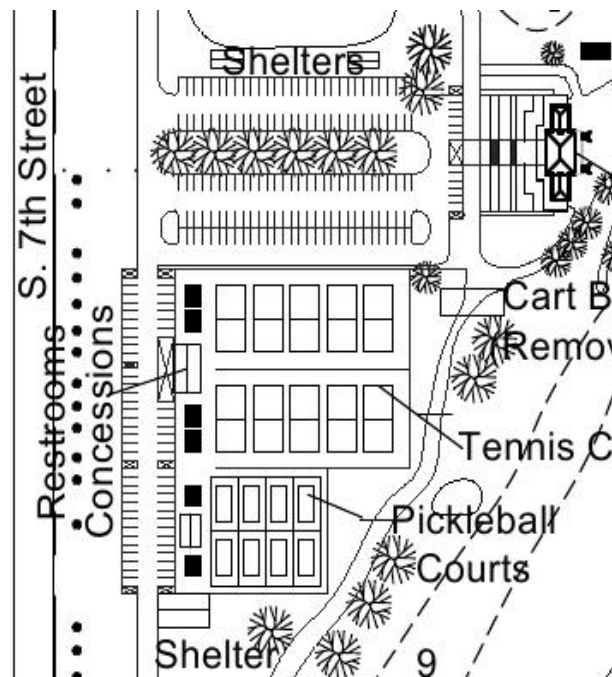 Shelters
S. 7th Street
Restrooms
Concessions
Cart B
Remov
Tennis C
Pickleball
Courts
Shelter
9